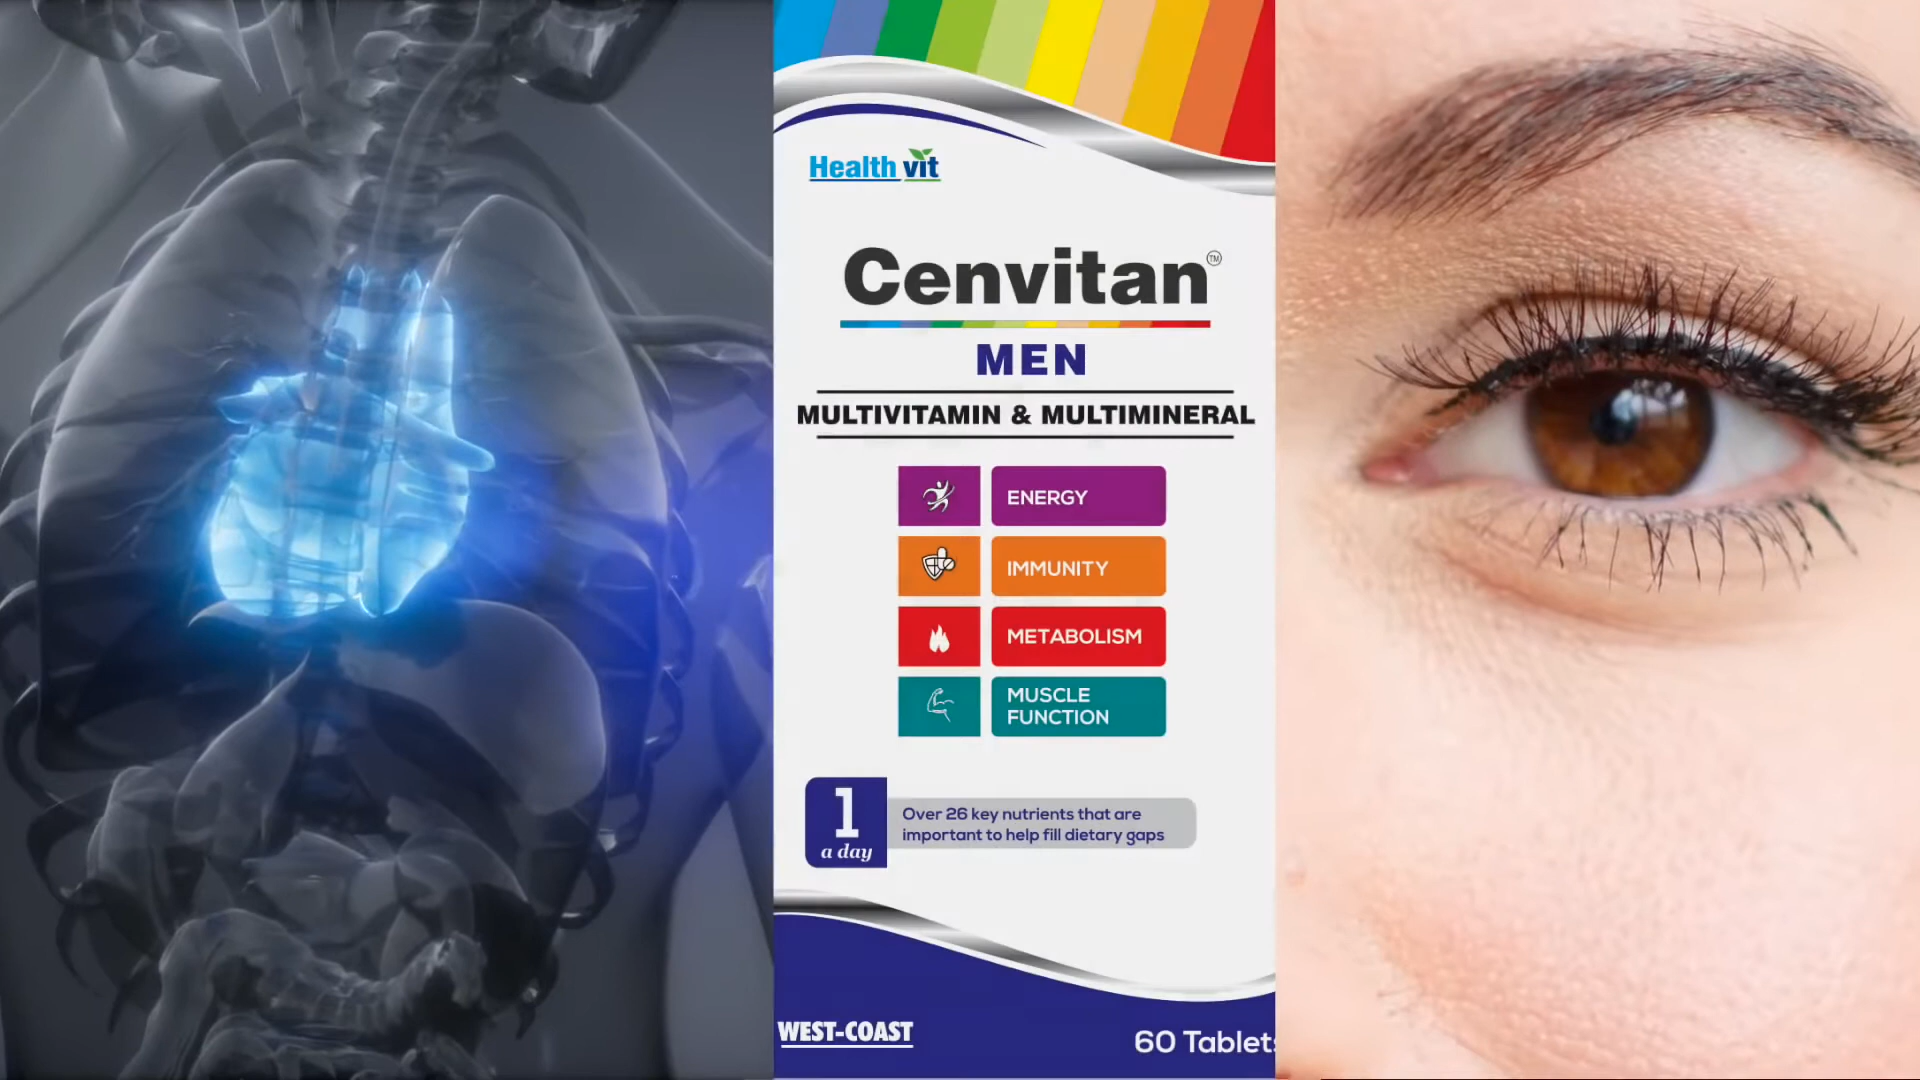 Health vit
Cenvitan™
MEN
MULTIVITAMIN & MULTIMINERAL
ENERGY
IMMUNITY
METABOLISM
MUSCLE
FUNCTION
1
a day
Over 26 key nutrients that are
important to help fill dietary gaps
WEST-COAST
60 Tablet